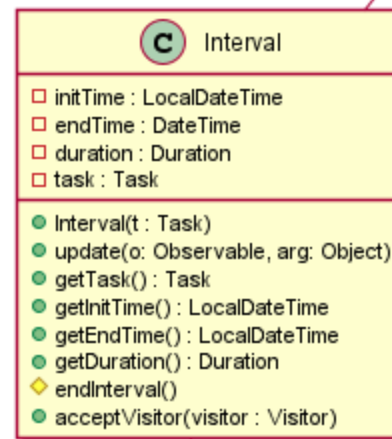 C Interval
initTime : LocalDateTime
endTime : DateTime
duration : Duration
task : Task
Interval(t : Task)
update(o: Observable, arg: Object)
getTask() : Task
getInitTime() : LocalDateTime
getEndTime() : LocalDateTime
getDuration() : Duration
endInterval()
acceptVisitor(visitor : Visitor)